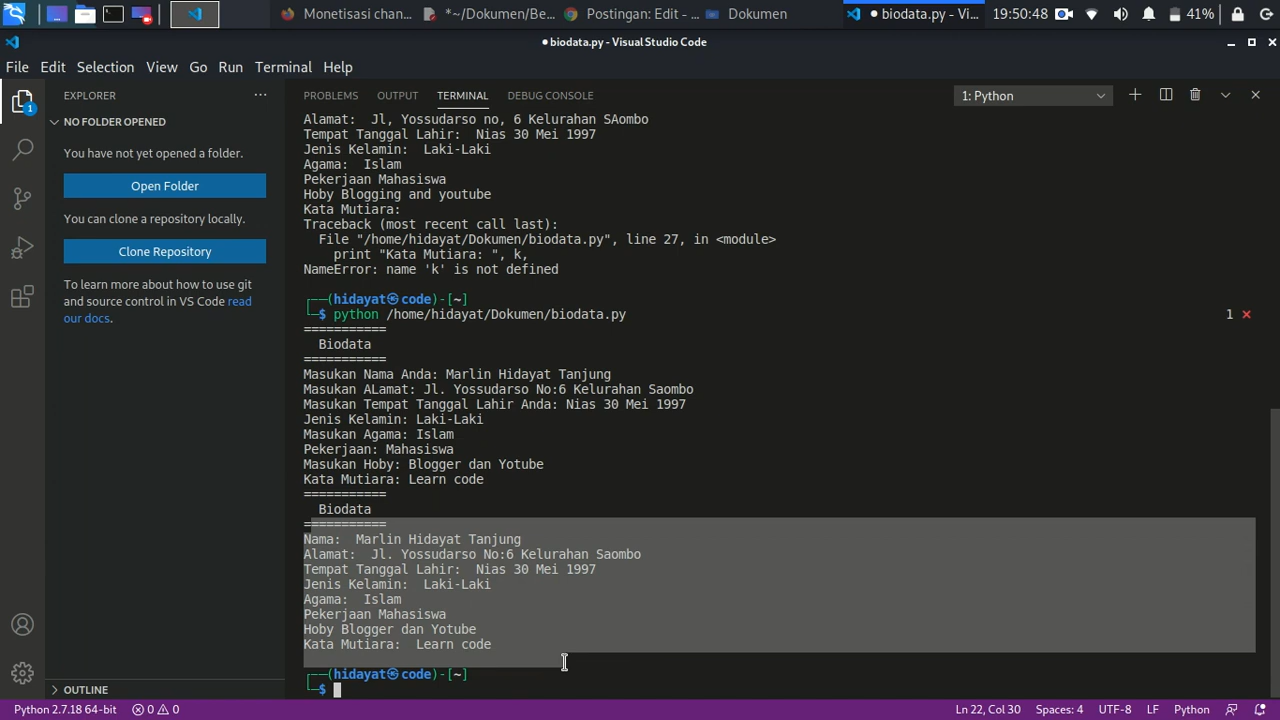 Monetisasi chan...
*~/Dokumen/Be...
Postingan: Edit - ...
Dokumen
biodata.py - Vi...
19:50:48
41%
biodata.py - Visual Studio Code
File Edit Selection View Go Run Terminal Help
EXPLORER
NO FOLDER OPENED
You have not yet opened a folder.
Open Folder
You can clone a repository locally.
Clone Repository
To learn more about how to use git
and source control in VS Code read
our docs.
OUTLINE
1
PROBLEMS OUTPUT TERMINAL DEBUG CONSOLE
1: Python
Alamat:  Jl, Yossudarso no, 6 Kelurahan SAombo
Tempat Tanggal Lahir:  Nias 30 Mei 1997
Jenis Kelamin:  Laki-Laki
Agama:  Islam
Pekerjaan Mahasiswa
Hoby Blogging and youtube
Kata Mutiara:
Traceback (most recent call last):
  File "/home/hidayat/Dokumen/biodata.py", line 27, in <module>
    print "Kata Mutiara: ", k,
NameError: name 'k' is not defined
┌──(hidayat㉿code)-[~]
└─$ python /home/hidayat/Dokumen/biodata.py 1 ⨯
===========
  Biodata
===========
Masukan Nama Anda: Marlin Hidayat Tanjung
Masukan ALamat: Jl. Yossudarso No:6 Kelurahan Saombo
Masukan Tempat Tanggal Lahir Anda: Nias 30 Mei 1997
Jenis Kelamin: Laki-Laki
Masukan Agama: Islam
Pekerjaan: Mahasiswa
Masukan Hoby: Blogger dan Yotube
Kata Mutiara: Learn code
===========
  Biodata
===========
Nama:  Marlin Hidayat Tanjung
Alamat:  Jl. Yossudarso No:6 Kelurahan Saombo
Tempat Tanggal Lahir:  Nias 30 Mei 1997
Jenis Kelamin:  Laki-Laki
Agama:  Islam
Pekerjaan Mahasiswa
Hoby Blogger dan Yotube
Kata Mutiara:  Learn code
┌──(hidayat㉿code)-[~]
└─$
Python 2.7.18 64-bit
0 0
Ln 22, Col 30
Spaces: 4
UTF-8
LF
Python